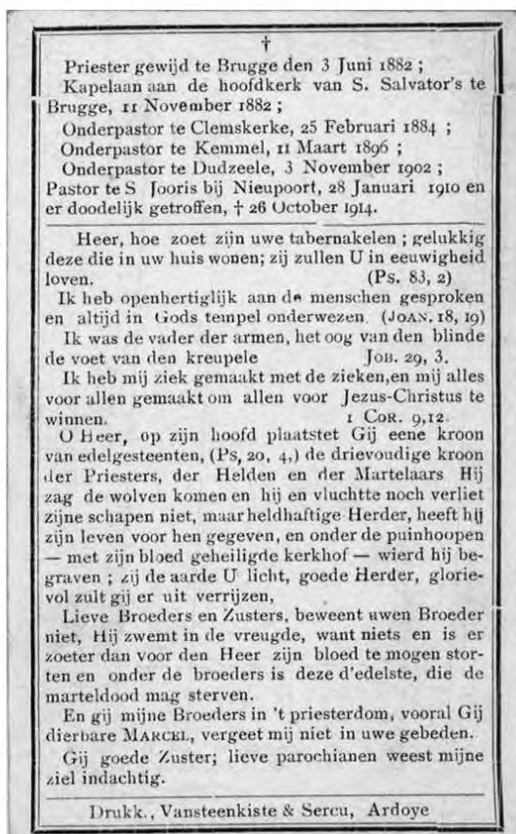 †
Priester gewijd te Brugge den 3 Juni 1882 ;
Kapelaan aan de hoofdkerk van S. Salvator's te
Brugge, 11 November 1882 ;
Onderpastor te Clemskerke, 25 Februari 1884 ;
Onderpastor te Kemmel, 11 Maart 1896 ;
Onderpastor te Dudzeele, 3 November 1902 ;
Pastor te S Jooris bij Nieupoort, 28 Januari 1910 en
er doodelijk getroffen, † 26 October 1914.
Heer, hoe zoet zijn uwe tabernakelen ; gelukkig
deze die in uw huis wonen; zij zullen U in eeuwigheid
loven. (Ps. 83, 2)
Ik heb openhertiglijk aan de menschen gesproken
en altijd in Gods tempel onderwezen. (JOAN. 18, 19)
Ik was de vader der armen, het oog van den blinde
de voet van den kreupele JOB. 29, 3.
Ik heb mij ziek gemaakt met de zieken, en mij alles
voor allen gemaakt om allen voor Jezus-Christus te
winnen. 1 COR. 9,12.
O Heer, op zijn hoofd plaatstet Gij eene kroon
van edelgesteenten, (Ps, 20, 4,) de drievoudige kroon
der Priesters, der Helden en der Martelaars Hij
zag de wolven komen en hij en vluchtte noch verliet
zijne schapen niet, maar heldhaftige Herder, heeft hij
zijn leven voor hen gegeven, en onder de puinhoopen
— met zijn bloed geheiligde kerkhof — wierd hij be-
graven ; zij de aarde U licht, goede Herder, glorie-
vol zult gij er uit verrijzen,
Lieve Broeders en Zusters, beweent uwen Broeder
niet, Hij zwemt in de vreugde, want niets en is er
zoeter dan voor den Heer zijn bloed te mogen stor-
ten en onder de broeders is deze d'edelste, die de
marteldood mag sterven.
En gij mijne Broeders in 't priesterdom, vooral Gij
dierbare MARCEL, vergeet mij niet in uwe gebeden.
Gij goede Zuster; lieve parochianen weest mijne
ziel indachtig.
Drukk., Vansteenkiste & Sercu, Ardoye